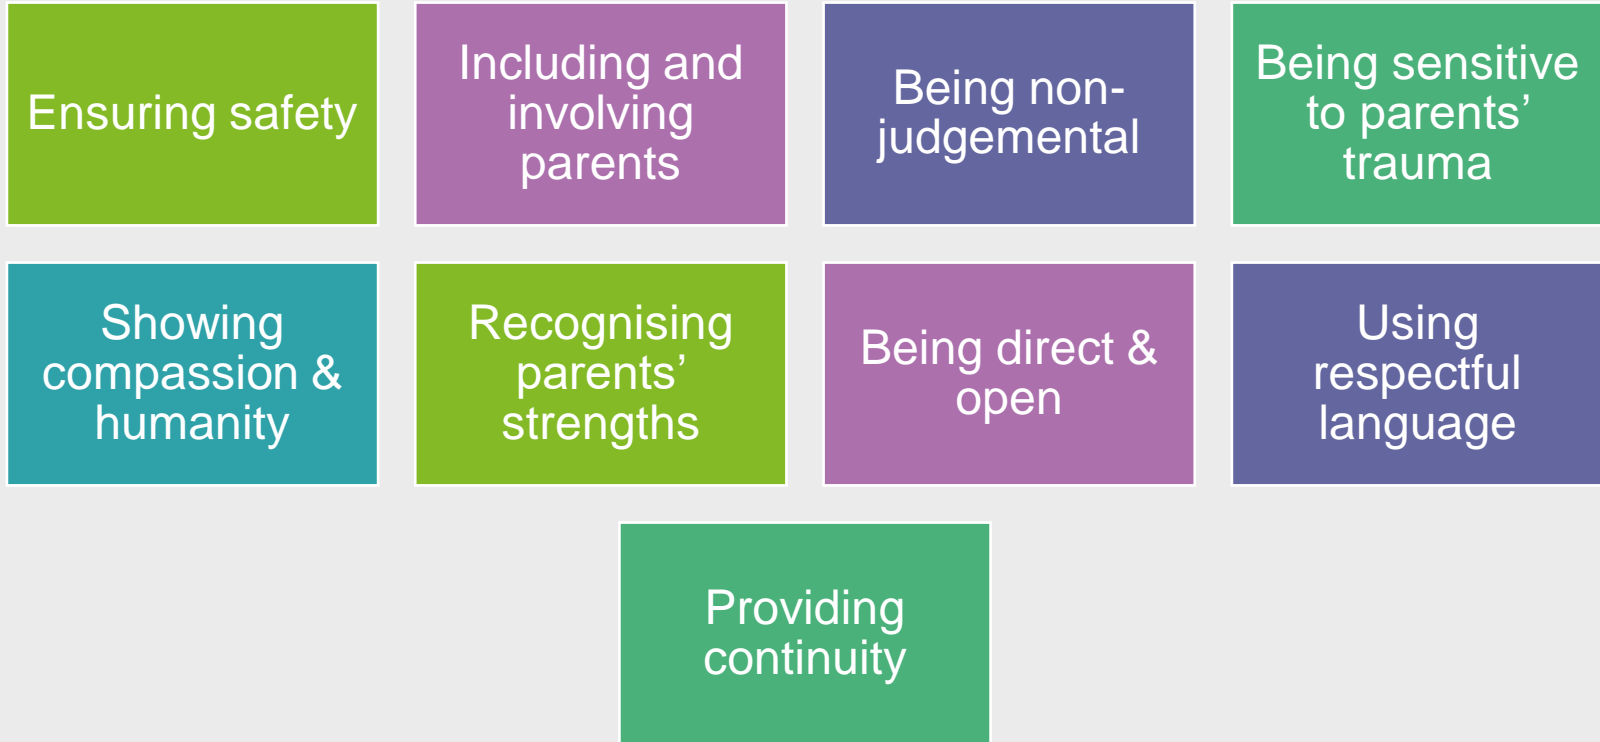 Ensuring safety
Including and
involving
parents
Being non-
judgemental
Being sensitive
to parents’
trauma
Showing
compassion &
humanity
Recognising
parents’
strengths
Being direct &
open
Using
respectful
language
Providing
continuity